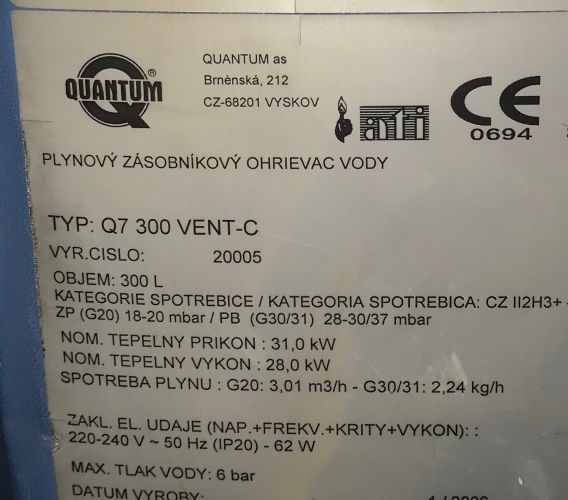 QUANTUM®
QUANTUM as
Brnènská, 212
CZ-68201 VYSKOV
ati
CE
0694
PLYNOVÝ ZÁSOBNÍKOVÝ OHRIEVAC VODY
TYP: Q7 300 VENT-C
VYR.CISLO: 20005
OBJEM: 300 L
KATEGORIE SPOTREBICE / KATEGORIA SPOTREBICA: CZ II2H3+
ZP (G20) 18-20 mbar / PB (G30/31) 28-30/37 mbar
NOM. TEPELNY PRIKON : 31,0 kW
NOM. TEPELNY VYKON : 28,0 kW
SPOTREBA PLYNU : G20: 3,01 m3/h - G30/31: 2,24 kg/h
ZAKL. EL. UDAJE (NAP.+FREKV.+KRITY+VYKON): :
220-240 V ~ 50 Hz (IP20) - 62 W
MAX. TLAK VODY: 6 bar
DATUM VYROBY: